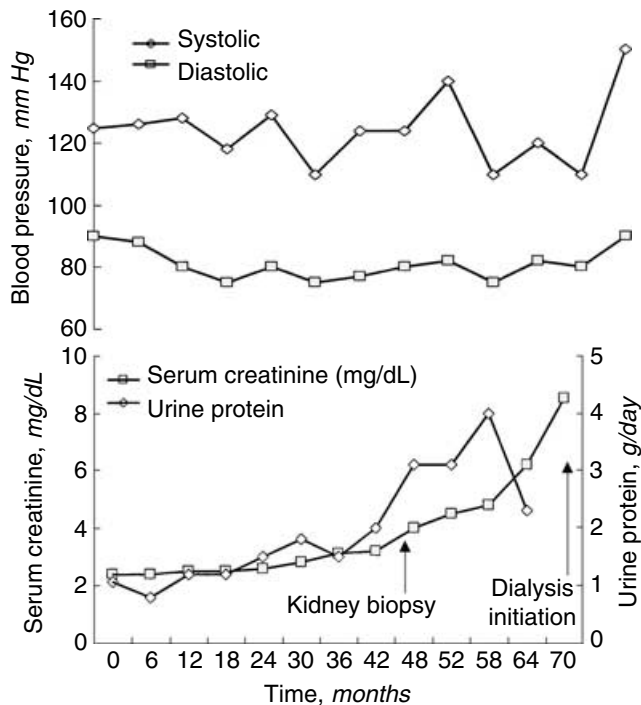 160
140
120
100
80
60
Blood pressure, mm Hg
Systolic
Diastolic
10
8
6
4
2
0
Serum creatinine, mg/dL
5
4
3
2
1
0
Urine protein, g/day
Serum creatinine (mg/dL)
Urine protein
Kidney biopsy
Dialysis
initiation
0 6 12 18 24 30 36 42 48 52 58 64 70
Time, months